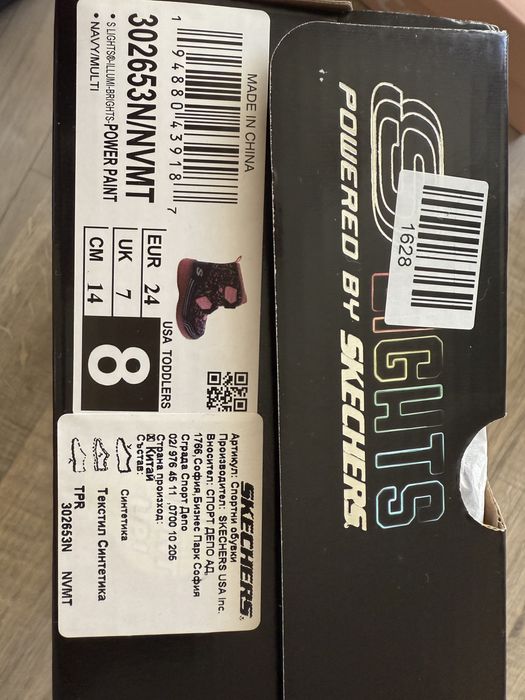 302653N/NVMT
• S LIGHTS®-ILLUMI-BRIGHTS-POWER PAINT
• NAVY/MULTI
1 94880 43918 7
MADE IN CHINA
EUR 24
UK 7
CM 14
8
USA TODDLERS
SKECHERS®
Артикул: Спортни обувки
Производител: SKECHERS USA Inc.
Вносител: СПОРТ ДЕПО АД,
1766,София,Бизнес Парк София
Сграда Спорт Депо
02/ 976 45 11 ,0700 10 205
Страна произход:
Китай
Състав:
Синтетика
Текстил Синтетика
TPR
302653N NVMT
S LIGHTS
POWERED BY SKECHERS
1628